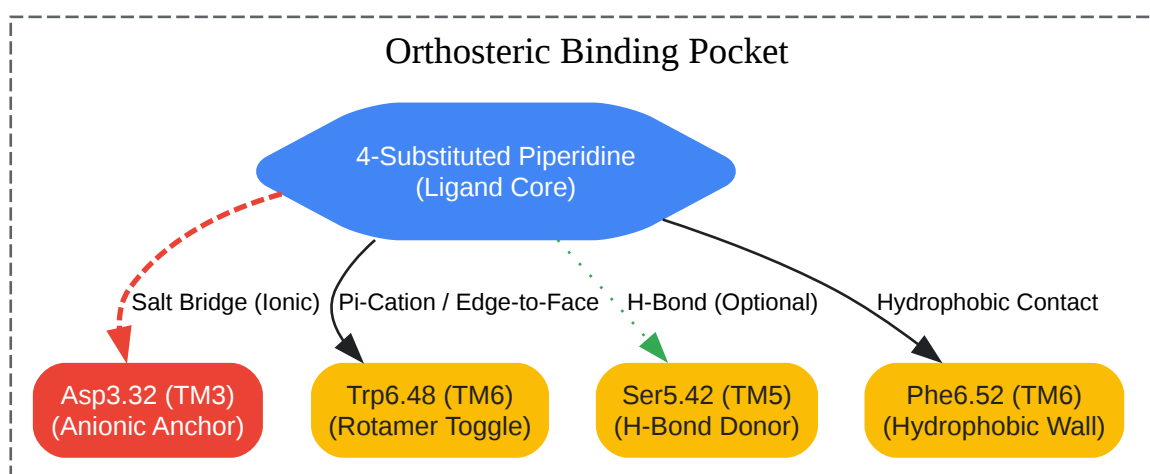 Orthosteric Binding Pocket
4-Substituted Piperidine
(Ligand Core)
Salt Bridge (Ionic)
Pi-Cation / Edge-to-Face
H-Bond (Optional)
Hydrophobic Contact
Asp3.32 (TM3)
(Anionic Anchor)
Trp6.48 (TM6)
(Rotamer Toggle)
Ser5.42 (TM5)
(H-Bond Donor)
Phe6.52 (TM6)
(Hydrophobic Wall)